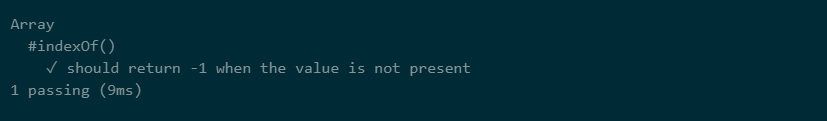 Array
#indexOf()
✓ should return -1 when the value is not present
1 passing (9ms)